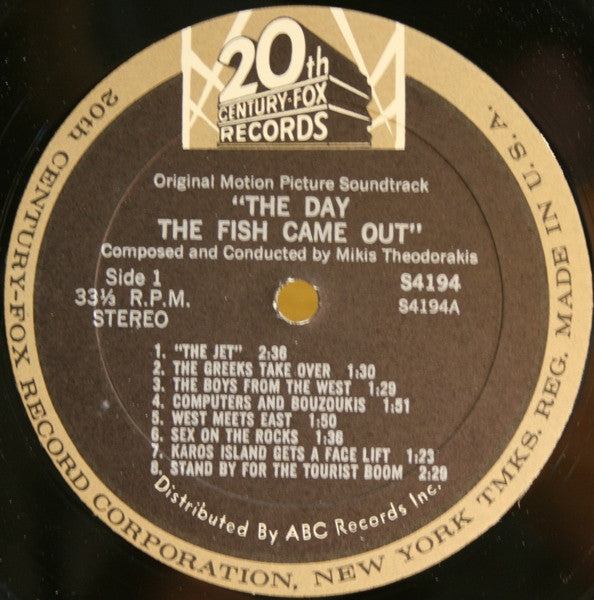 20th
CENTURY-FOX
RECORDS
Original Motion Picture Soundtrack
"THE DAY
THE FISH CAME OUT"
Composed and Conducted by Mikis Theodorakis
Side 1
33⅓ R.P.M.
STEREO
S4194
S4194A
1. "THE JET" 2:36
2. THE GREEKS TAKE OVER 1:30
3. THE BOYS FROM THE WEST 1:29
4. COMPUTERS AND BOUZOUKIS 1:51
5. WEST MEETS EAST 1:50
6. SEX ON THE ROCKS 1:36
7. KAROS ISLAND GETS A FACE LIFT 1:23
8. STAND BY FOR THE TOURIST BOOM 2:29
Distributed By ABC Records Inc.
20th CENTURY-FOX RECORD CORPORATION, NEW YORK TMKS. REG. MADE IN U.S.A.